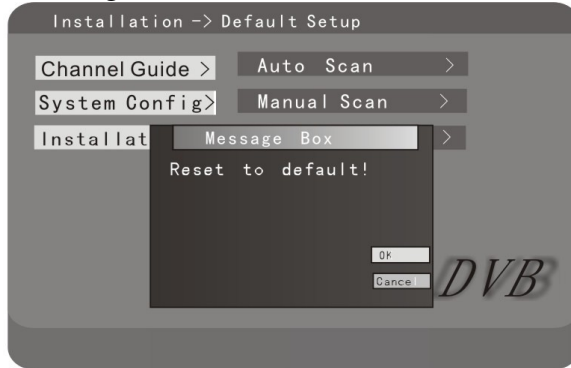 Installation -> Default Setup
Channel Guide >
Auto Scan >
System Config>
Manual Scan >
Installat
>
Message Box
Reset to default!
OK
Cancel
DVB